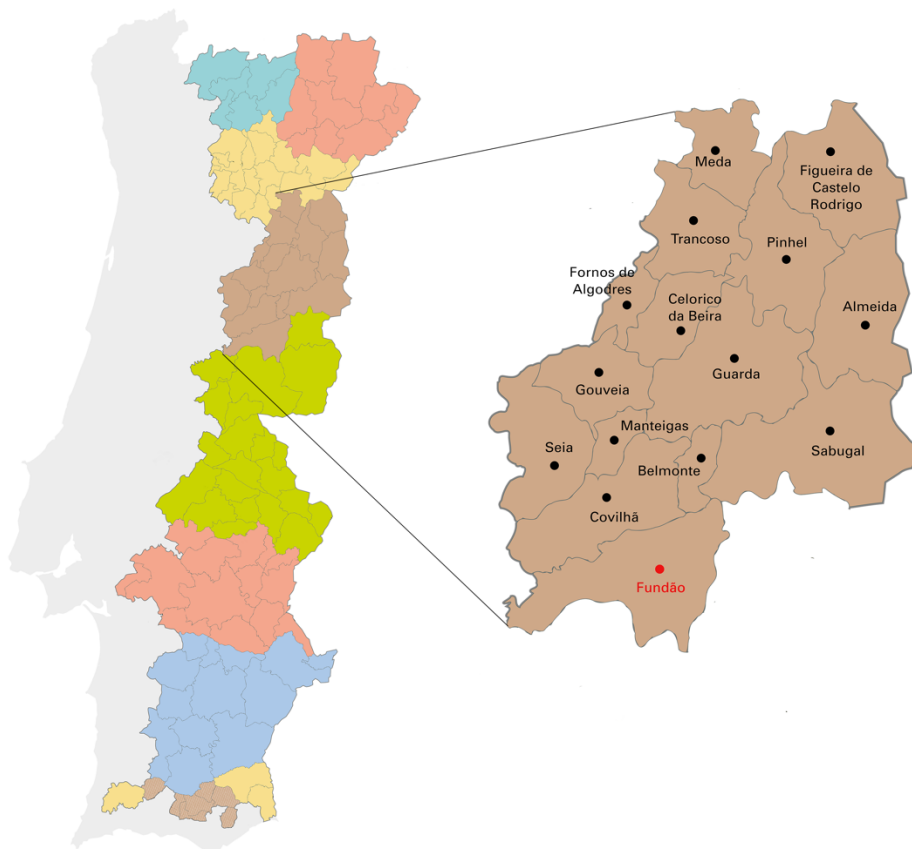 Meda
Figueira de
Castelo
Rodrigo
Trancoso
Pinhel
Fornos de
Algodres
Celorico
da Beira
Almeida
Guarda
Gouveia
Manteigas
Seia
Belmonte
Sabugal
Covilhã
Fundão